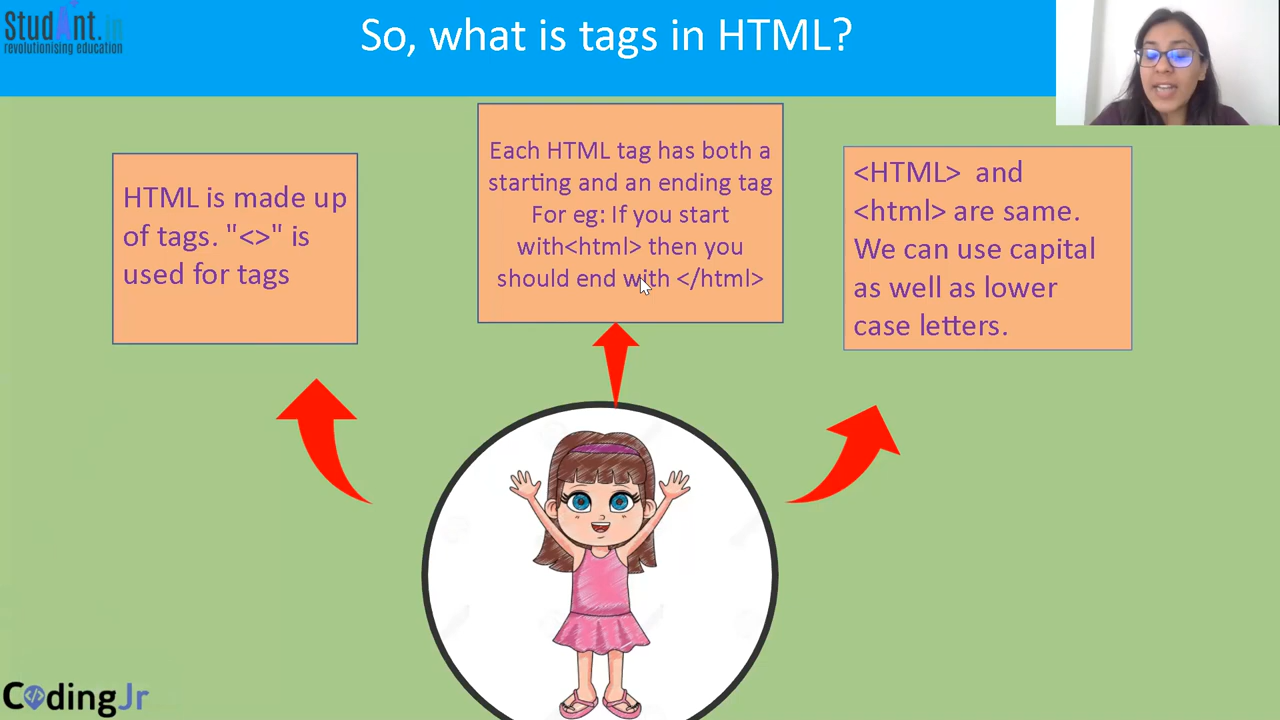 StudAnt.in
revolutionising education
So, what is tags in HTML?
HTML is made up
of tags. "<>" is
used for tags
Each HTML tag has both a
starting and an ending tag
For eg: If you start
with<html> then you
should end with </html>
<HTML>  and
<html> are same.
We can use capital
as well as lower
case letters.
CodingJr